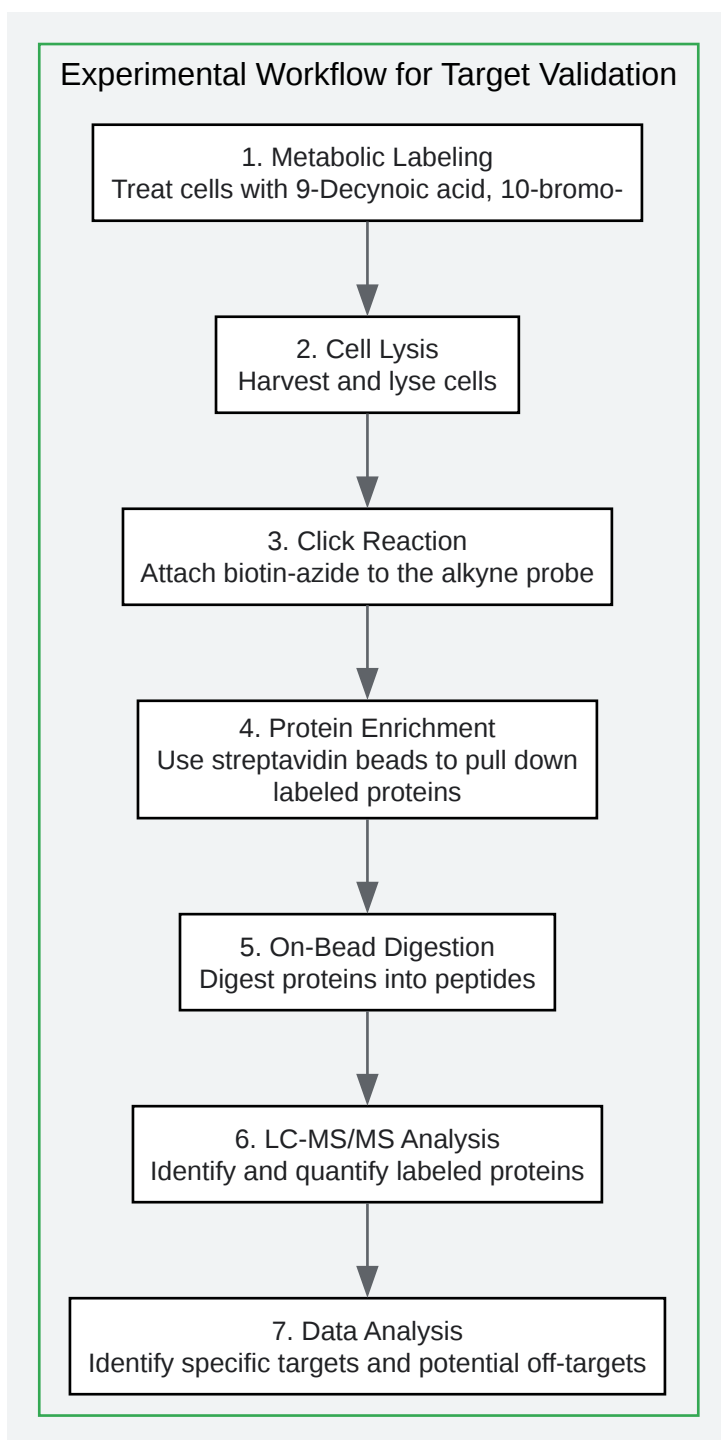 Experimental Workflow for Target Validation
1. Metabolic Labeling
Treat cells with 9-Decynoic acid, 10-bromo-
2. Cell Lysis
Harvest and lyse cells
3. Click Reaction
Attach biotin-azide to the alkyne probe
4. Protein Enrichment
Use streptavidin beads to pull down
labeled proteins
5. On-Bead Digestion
Digest proteins into peptides
6. LC-MS/MS Analysis
Identify and quantify labeled proteins
7. Data Analysis
Identify specific targets and potential off-targets